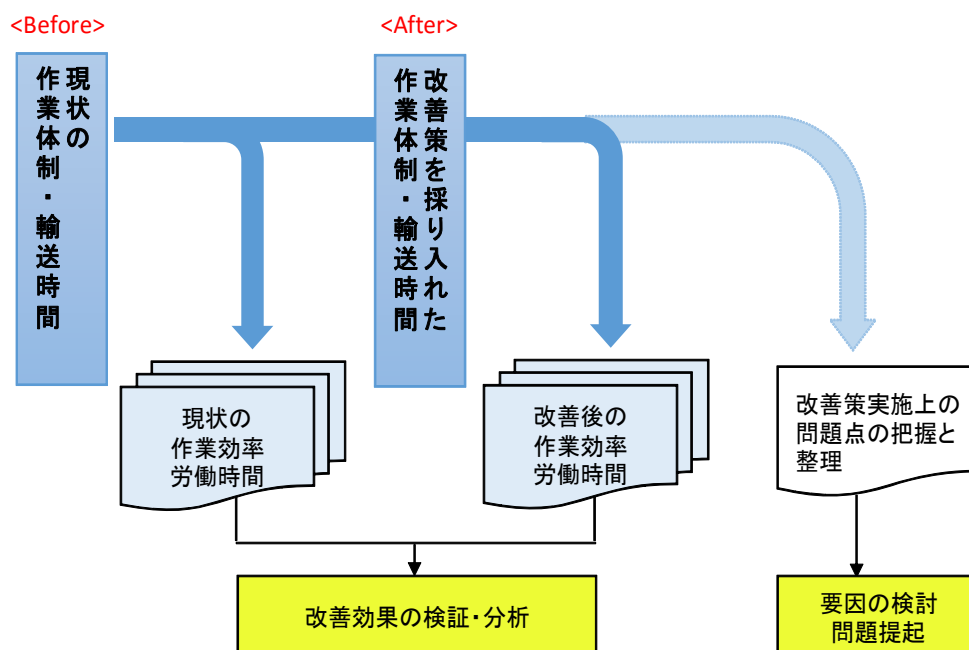 <Before>
<After>
現状の
作業体制・輸送時間
改善策を採り入れた
作業体制・輸送時間
現状の
作業効率
労働時間
改善後の
作業効率
労働時間
改善策実施上の
問題点の把握と
整理
改善効果の検証・分析
要因の検討
問題提起